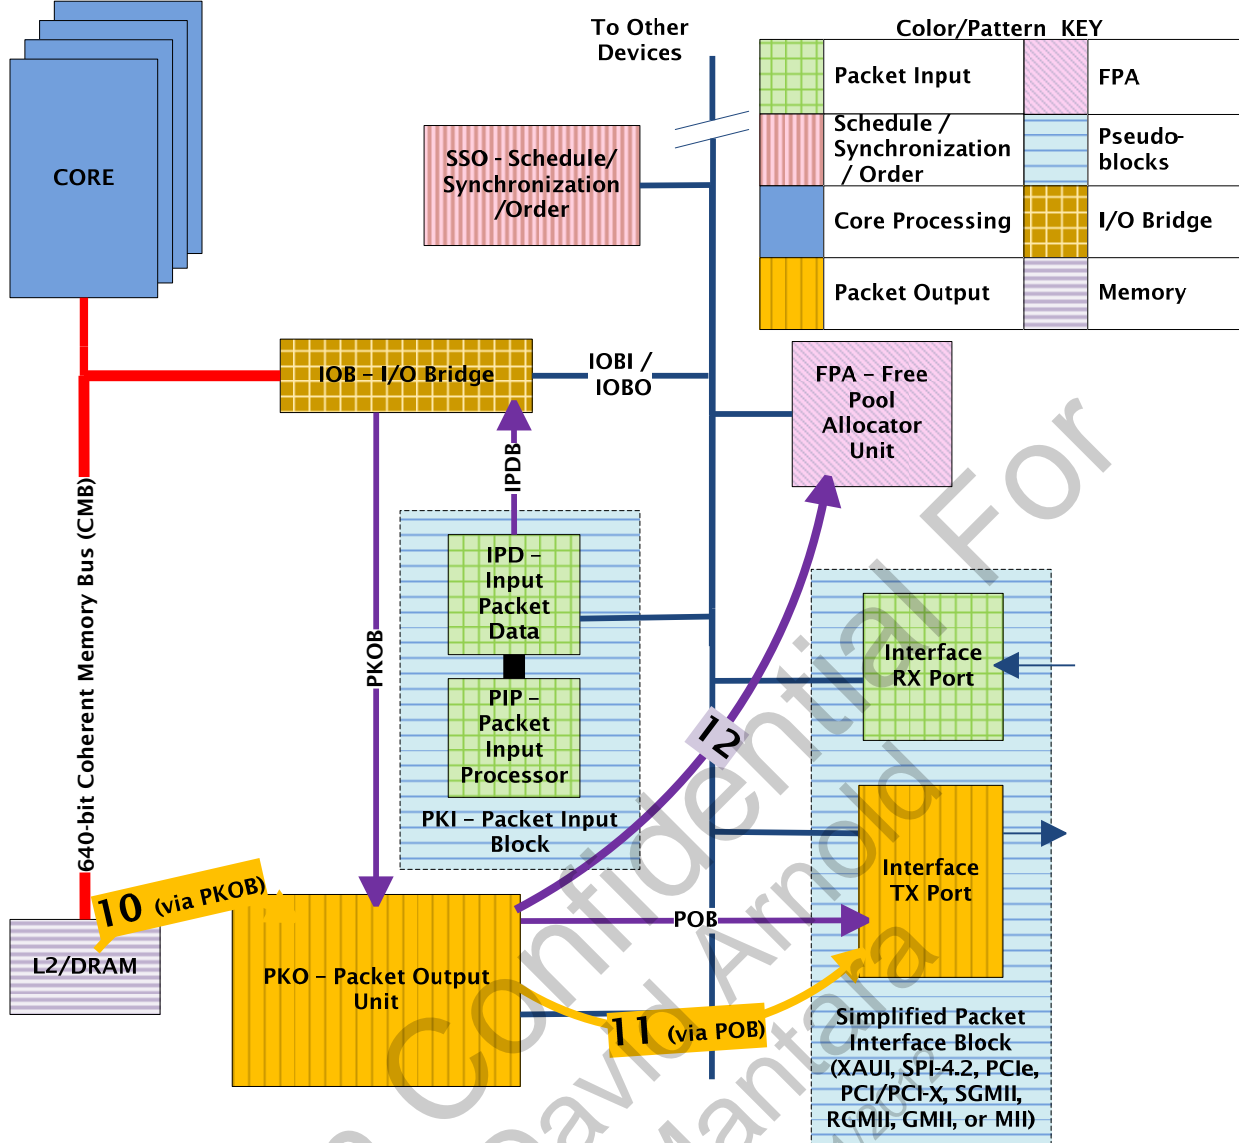 To Other
Devices
Color/Pattern KEY
Packet Input
FPA
Schedule /
Synchronization
/ Order
Pseudo-
blocks
Core Processing
I/O Bridge
Packet Output
Memory
CORE
SSO - Schedule/
Synchronization
/Order
IOB - I/O Bridge
IOBI /
IOBO
FPA - Free
Pool
Allocator
Unit
IPDB
IPD -
Input
Packet
Data
PIP -
Packet
Input
Processor
PKI - Packet Input
Block
PKOB
640-bit Coherent Memory Bus (CMB)
Interface
RX Port
12
Interface
TX Port
10 (via PKOB)
L2/DRAM
PKO - Packet Output
Unit
POB
11 (via POB)
Simplified Packet
Interface Block
(XAUI, SPI-4.2, PCIe,
PCI/PCI-X, SGMII,
RGMII, GMII, or MII)
Confidential For
David Arnold
Mantara
/2012